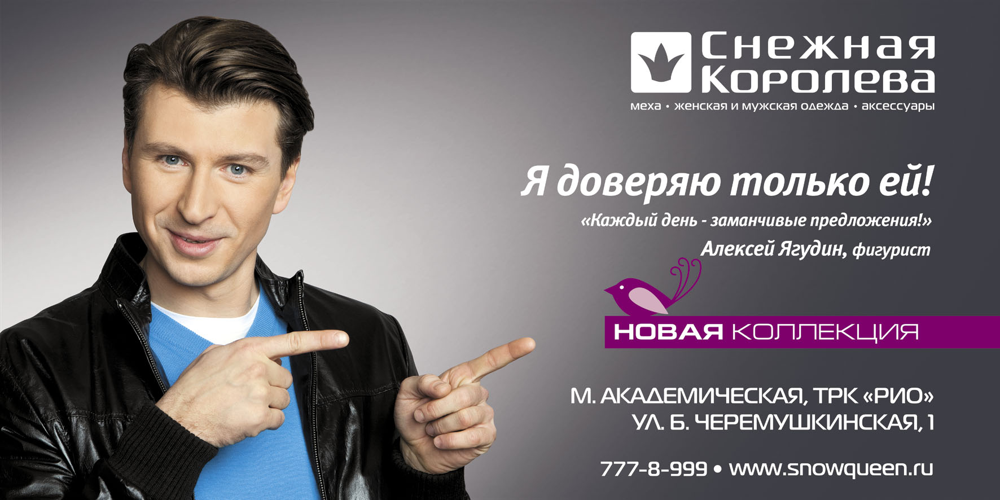 Снежная
Королева
меха • женская и мужская одежда • аксессуары
Я доверяю только ей!
«Каждый день - заманчивые предложения!»
Алексей Ягудин, фигурист
НОВАЯ КОЛЛЕКЦИЯ
М. АКАДЕМИЧЕСКАЯ, ТРК «РИО»
УЛ. Б. ЧЕРЕМУШКИНСКАЯ, 1
777-8-999 • www.snowqueen.ru